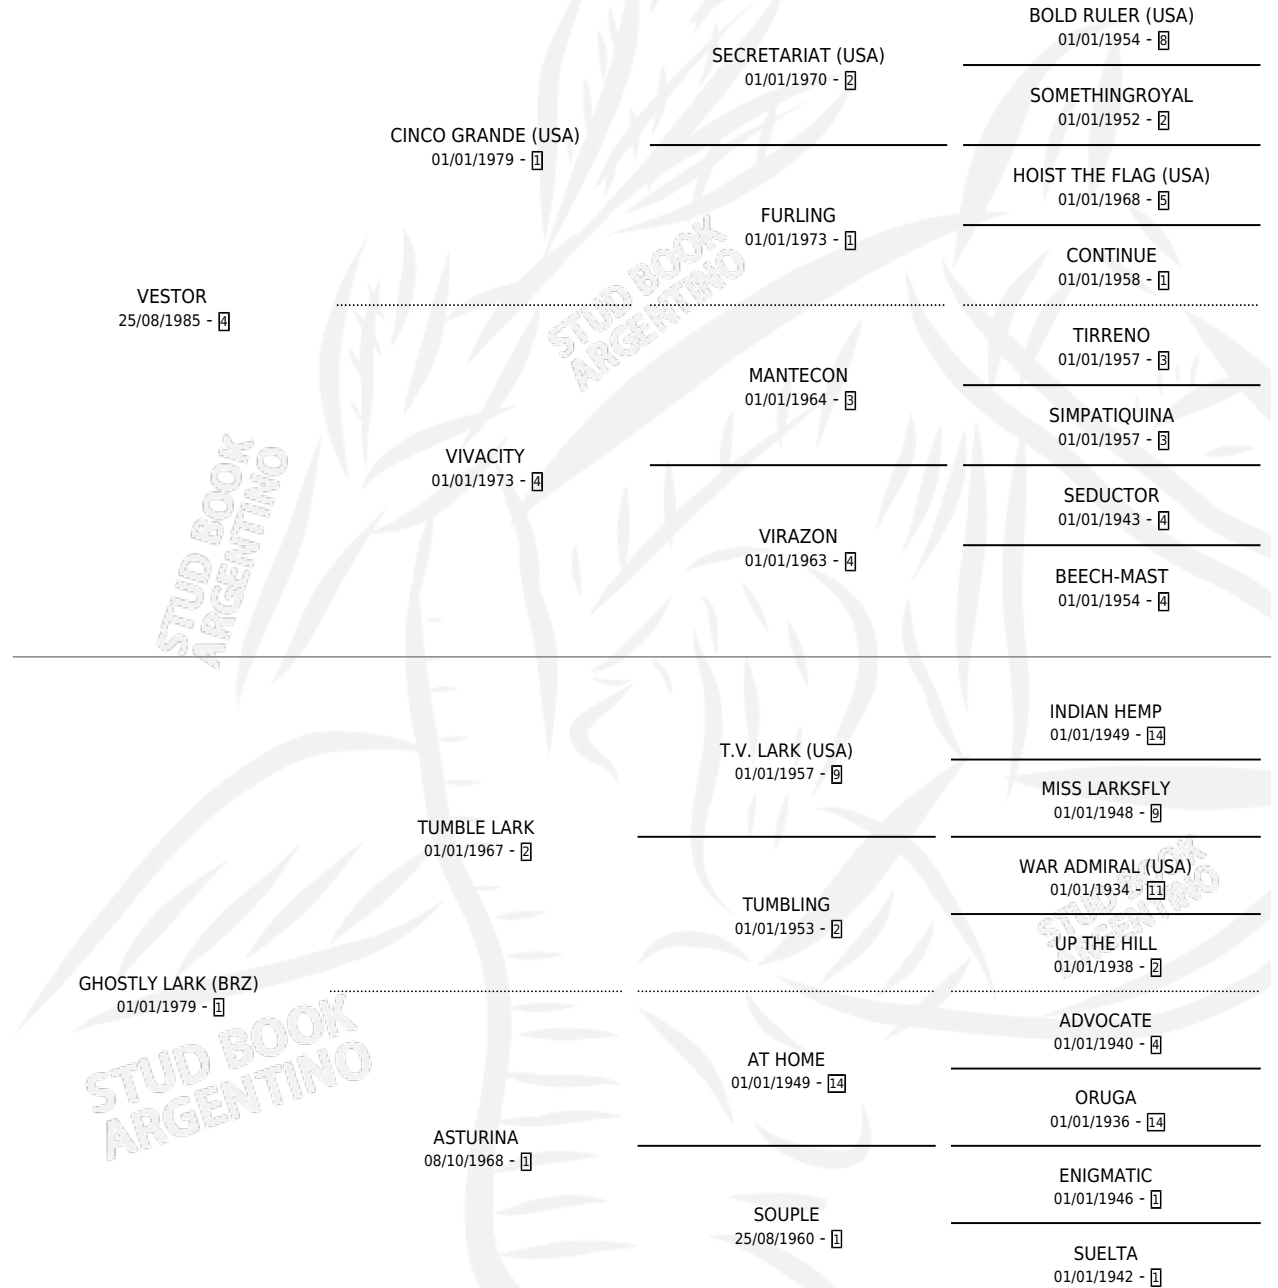 BOLD RULER (USA)
01/01/1954 - 8
SECRETARIAT (USA)
01/01/1970 - 2
SOMETHINGROYAL
01/01/1952 - 2
CINCO GRANDE (USA)
01/01/1979 - 1
HOIST THE FLAG (USA)
01/01/1968 - 5
FURLING
01/01/1973 - 1
CONTINUE
01/01/1958 - 1
VESTOR
25/08/1985 - 4
STUD BOOK
ARGENTINO
TIRRENO
01/01/1957 - 3
MANTECON
01/01/1964 - 3
SIMPATIQUINA
01/01/1957 - 3
VIVACITY
01/01/1973 - 4
SEDUCTOR
01/01/1943 - 4
VIRAZON
01/01/1963 - 4
BEECH-MAST
01/01/1954 - 4
STUD BOOK
ARGENTINO
INDIAN HEMP
01/01/1949 - 14
T.V. LARK (USA)
01/01/1957 - 9
MISS LARKSFLY
01/01/1948 - 9
TUMBLE LARK
01/01/1967 - 2
WAR ADMIRAL (USA)
01/01/1934 - 11
TUMBLING
01/01/1953 - 2
STUD BOOK
ARGENTINO
UP THE HILL
01/01/1938 - 2
GHOSTLY LARK (BRZ)
01/01/1979 - 1
ADVOCATE
01/01/1940 - 4
STUD BOOK
ARGENTINO
AT HOME
01/01/1949 - 14
ORUGA
01/01/1936 - 14
ASTURINA
08/10/1968 - 1
ENIGMATIC
01/01/1946 - 1
SOUPLE
25/08/1960 - 1
SUELTA
01/01/1942 - 1